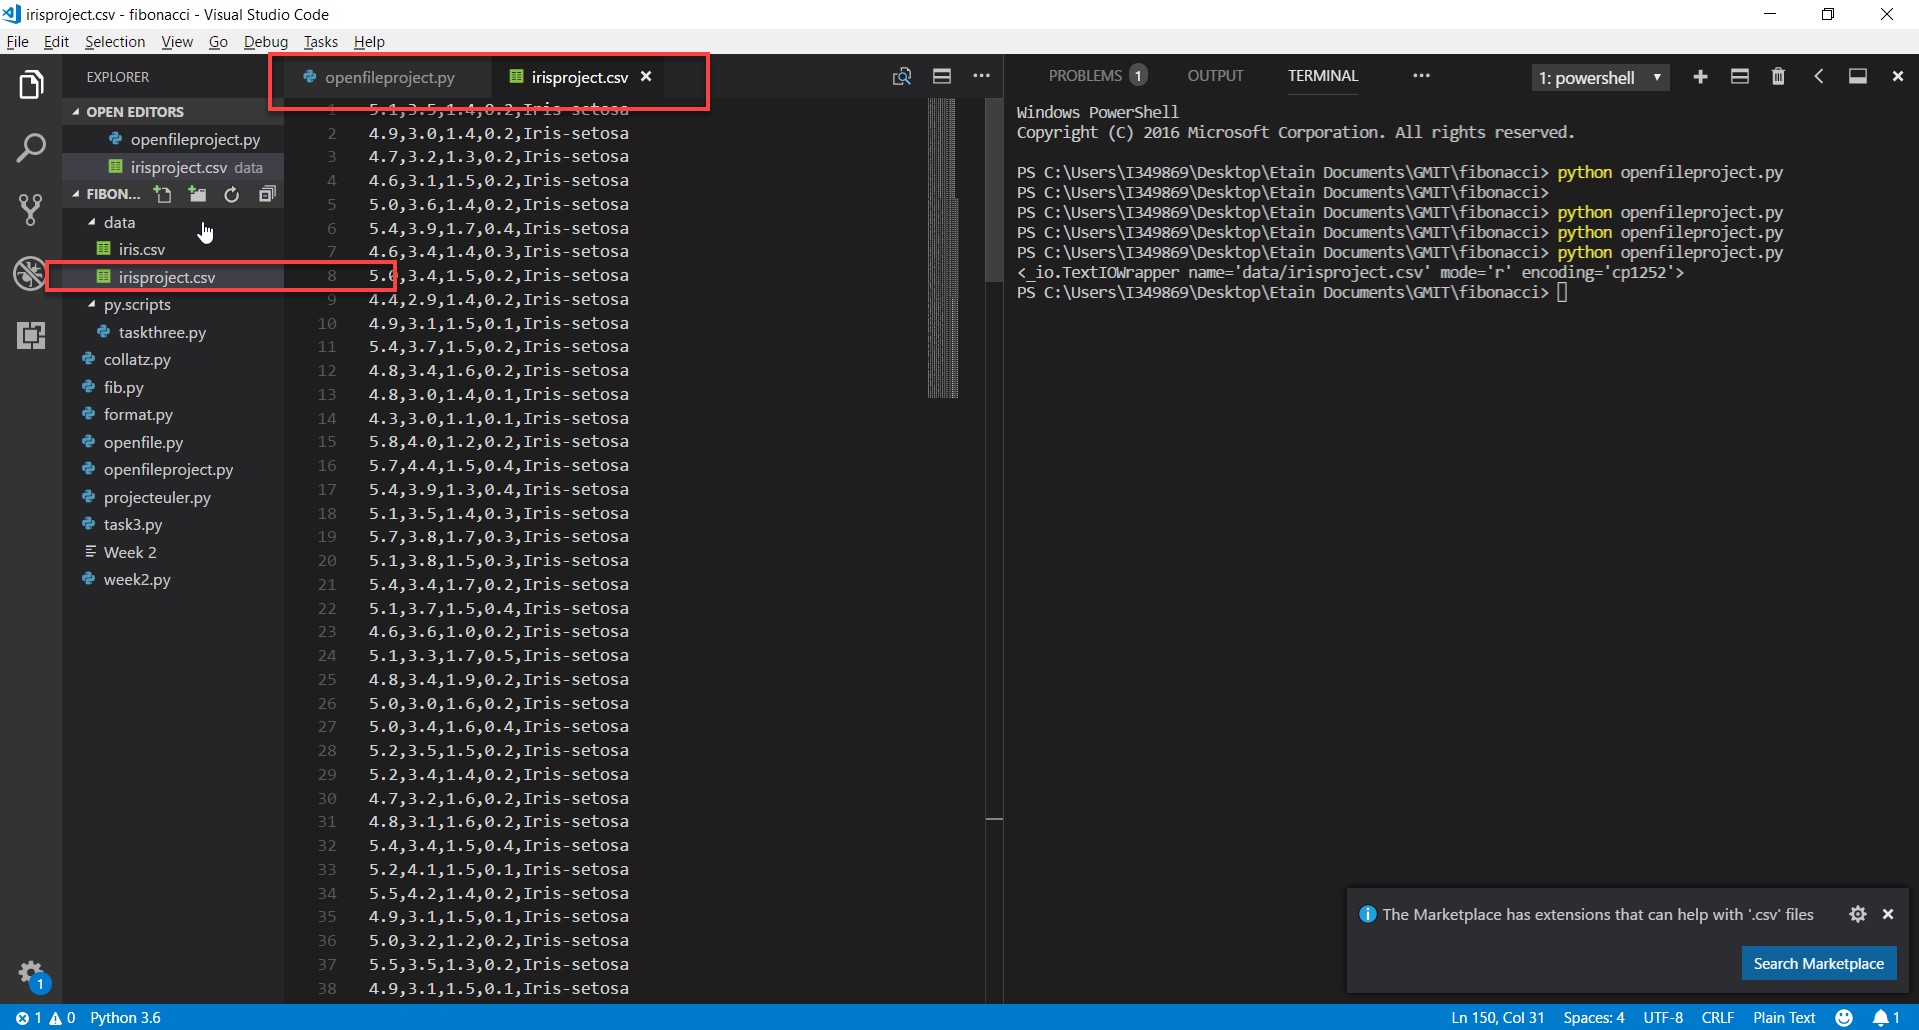 irisproject.csv - fibonacci - Visual Studio Code
File Edit Selection View Go Debug Tasks Help
EXPLORER
OPEN EDITORS
openfileproject.py
irisproject.csv data
FIBON...
data
iris.csv
irisproject.csv
py.scripts
taskthree.py
collatz.py
fib.py
format.py
openfile.py
openfileproject.py
projecteuler.py
task3.py
Week 2
week2.py
openfileproject.py irisproject.csv
1 5.1,3.5,1.4,0.2,Iris-setosa
2 4.9,3.0,1.4,0.2,Iris-setosa
3 4.7,3.2,1.3,0.2,Iris-setosa
4 4.6,3.1,1.5,0.2,Iris-setosa
5 5.0,3.6,1.4,0.2,Iris-setosa
6 5.4,3.9,1.7,0.4,Iris-setosa
7 4.6,3.4,1.4,0.3,Iris-setosa
8 5.0,3.4,1.5,0.2,Iris-setosa
9 4.4,2.9,1.4,0.2,Iris-setosa
10 4.9,3.1,1.5,0.1,Iris-setosa
11 5.4,3.7,1.5,0.2,Iris-setosa
12 4.8,3.4,1.6,0.2,Iris-setosa
13 4.8,3.0,1.4,0.1,Iris-setosa
14 4.3,3.0,1.1,0.1,Iris-setosa
15 5.8,4.0,1.2,0.2,Iris-setosa
16 5.7,4.4,1.5,0.4,Iris-setosa
17 5.4,3.9,1.3,0.4,Iris-setosa
18 5.1,3.5,1.4,0.3,Iris-setosa
19 5.7,3.8,1.7,0.3,Iris-setosa
20 5.1,3.8,1.5,0.3,Iris-setosa
21 5.4,3.4,1.7,0.2,Iris-setosa
22 5.1,3.7,1.5,0.4,Iris-setosa
23 4.6,3.6,1.0,0.2,Iris-setosa
24 5.1,3.3,1.7,0.5,Iris-setosa
25 4.8,3.4,1.9,0.2,Iris-setosa
26 5.0,3.0,1.6,0.2,Iris-setosa
27 5.0,3.4,1.6,0.4,Iris-setosa
28 5.2,3.5,1.5,0.2,Iris-setosa
29 5.2,3.4,1.4,0.2,Iris-setosa
30 4.7,3.2,1.6,0.2,Iris-setosa
31 4.8,3.1,1.6,0.2,Iris-setosa
32 5.4,3.4,1.5,0.4,Iris-setosa
33 5.2,4.1,1.5,0.1,Iris-setosa
34 5.5,4.2,1.4,0.2,Iris-setosa
35 4.9,3.1,1.5,0.1,Iris-setosa
36 5.0,3.2,1.2,0.2,Iris-setosa
37 5.5,3.5,1.3,0.2,Iris-setosa
38 4.9,3.1,1.5,0.1,Iris-setosa
PROBLEMS 1 OUTPUT TERMINAL ... 1: powershell
Windows PowerShell
Copyright (C) 2016 Microsoft Corporation. All rights reserved.
PS C:\Users\I349869\Desktop\Etain Documents\GMIT\fibonacci> python openfileproject.py
PS C:\Users\I349869\Desktop\Etain Documents\GMIT\fibonacci>
PS C:\Users\I349869\Desktop\Etain Documents\GMIT\fibonacci> python openfileproject.py
PS C:\Users\I349869\Desktop\Etain Documents\GMIT\fibonacci> python openfileproject.py
PS C:\Users\I349869\Desktop\Etain Documents\GMIT\fibonacci> python openfileproject.py
<_io.TextIOWrapper name='data/irisproject.csv' mode='r' encoding='cp1252'>
PS C:\Users\I349869\Desktop\Etain Documents\GMIT\fibonacci>
The Marketplace has extensions that can help with '.csv' files
Search Marketplace
1
1 0 Python 3.6 Ln 150, Col 31 Spaces: 4 UTF-8 CRLF Plain Text 1